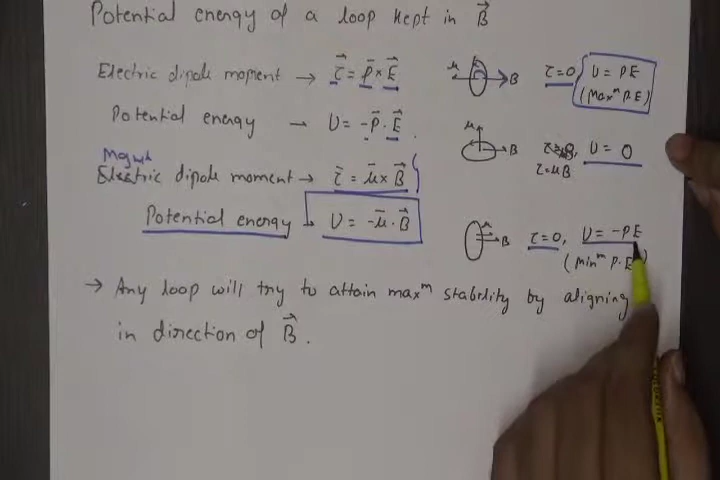 Potential energy of a loop kept in B⃗
Electric dipole moment → τ⃗ = p⃗ × E⃗
μ B τ=0, U = PE
(Maxᵐ P.E)
Potential energy → U = -p⃗ . E⃗.
μ B U = 0
τ=μB
Electric dipole moment → τ⃗ = μ⃗ × B⃗
Potential energy → U = -μ⃗ . B⃗
μ B τ=0, U = -PE
(Minᵐ P.E)
→ Any loop will try to attain maxᵐ stability by aligning
in direction of B⃗.